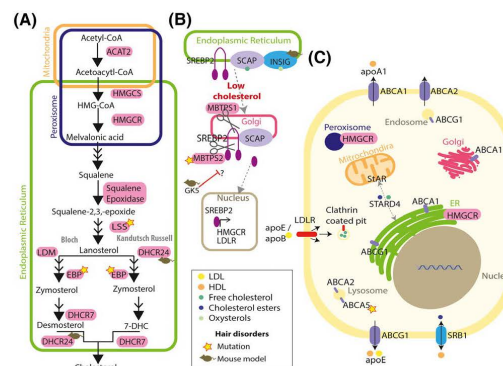 (A)
Acetyl-CoA
ACAT2
Acetoacytl-CoA
Mitochondria
Peroxisome
HMGCS
HMG-CoA
HMGCR
Melvalonic acid
Endoplasmic Reticulum
Squalene
Squalene
Epoxidase
Squalene-2,3,-epoxide
LSS
Bloch
Kandutsch Russell
Lanosterol
LDM
DHCR24
EBP
EBP
Zymosterol
Zymosterol
DHCR7
Desmosterol
7-DHC
DHCR24
DHCR7
Cholesterol
(B)
Endoplasmic Reticulum
SREBP2
SCAP
INSIG
Low
cholesterol
MBTPS1
Golgi
SREBP2
SCAP
MBTPS2
?
GK5
Nucleus
SREBP2
HMGCR
LDLR
LDL
HDL
Free cholesterol
Cholesterol esters
Oxysterols
Hair disorders
Mutation
Mouse model
(C)
apoA1
ABCA1
ABCA2
Endosome
ABCG1
Peroxisome
HMGCR
Golgi
ABCA1
Mitrochondira
StAR
STARD4
Clathrin
coated pit
LDLR
apoE /
apoB
ABCA1
ER
HMGCR
ABCG1
Nucle
ABCA2
Lysosome
ABCA5
ABCG1
SRB1
apoE